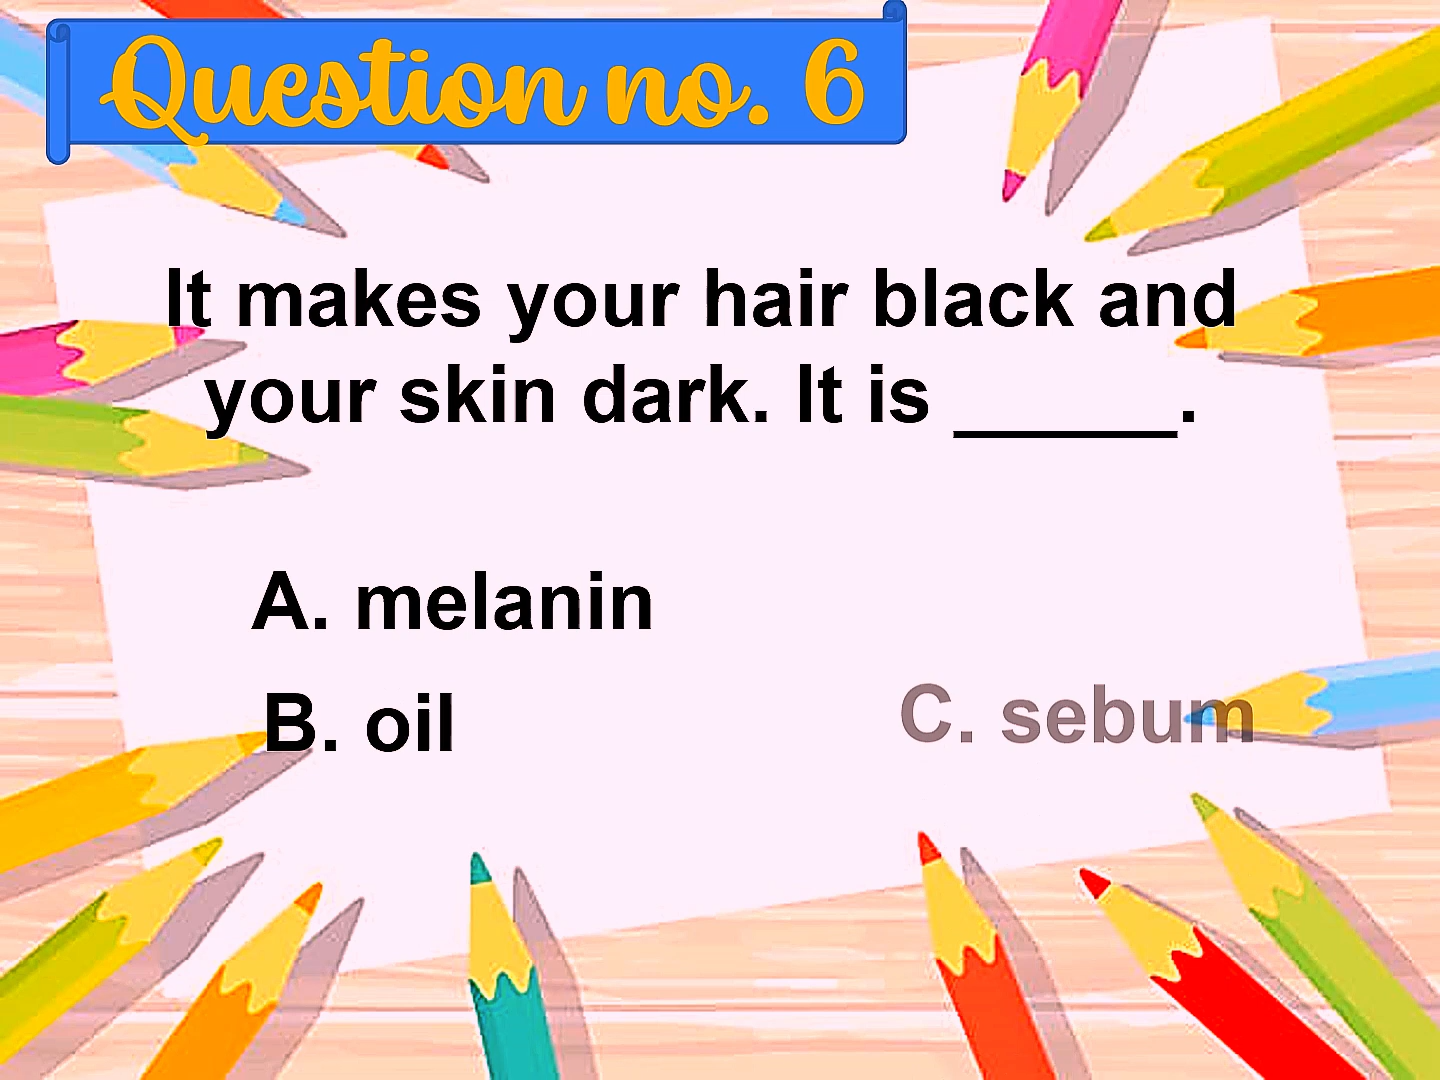 Question no. 6
It makes your hair black and
your skin dark. It is _____.
A. melanin
B. oil
C. sebum